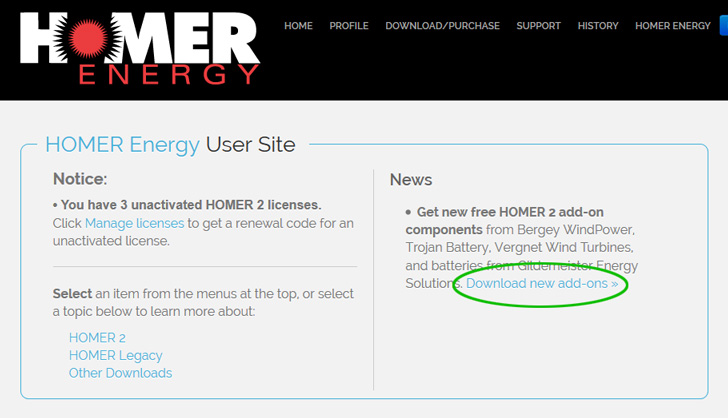 HOMER
ENERGY
HOME PROFILE DOWNLOAD/PURCHASE SUPPORT HISTORY HOMER ENERGY
HOMER Energy User Site
Notice:
• You have 3 unactivated HOMER 2 licenses.
Click Manage licenses to get a renewal code for an
unactivated license.
Select an item from the menus at the top, or select
a topic below to learn more about:
HOMER 2
HOMER Legacy
Other Downloads
News
• Get new free HOMER 2 add-on
components from Bergey WindPower,
Trojan Battery, Vergnet Wind Turbines,
and batteries from Gildemeister Energy
Solutions. Download new add-ons »